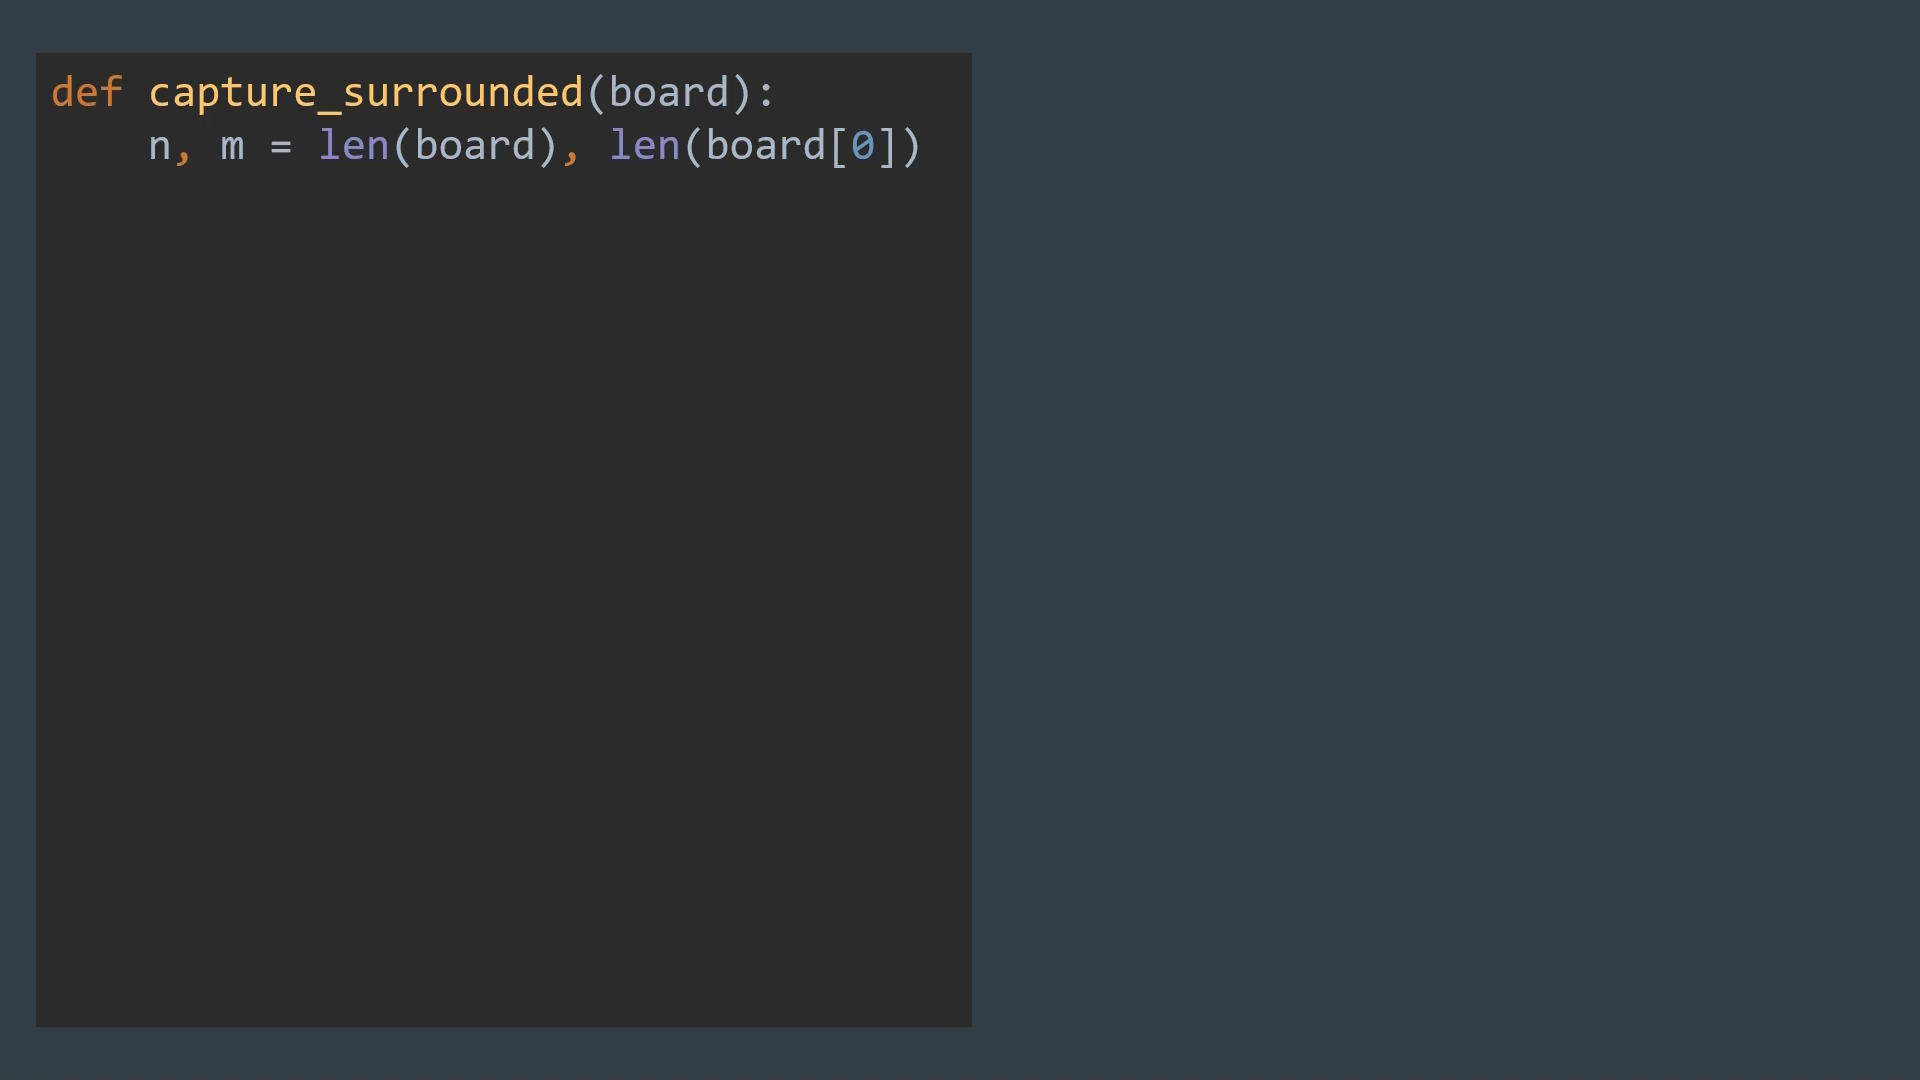 def capture_surrounded(board):
    n, m = len(board), len(board[0])